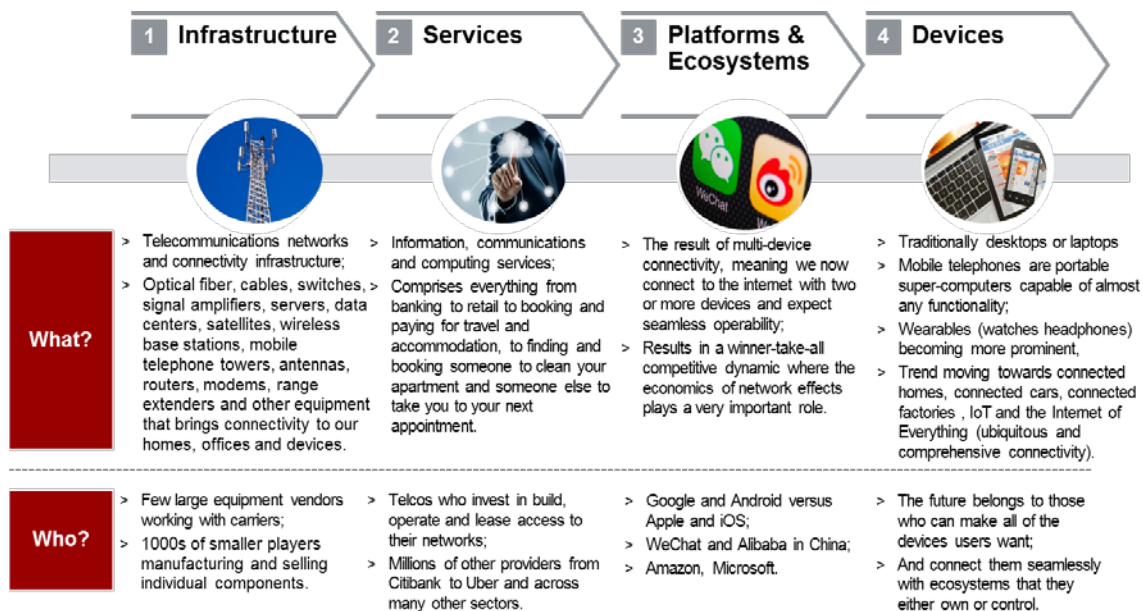 1 Infrastructure
2 Services
3 Platforms &
Ecosystems
4 Devices
WeChat
What?
> Telecommunications networks
and connectivity infrastructure;
> Optical fiber, cables, switches,
signal amplifiers, servers, data
centers, satellites, wireless
base stations, mobile
telephone towers, antennas,
routers, modems, range
extenders and other equipment
that brings connectivity to our
homes, offices and devices.
> Information, communications
and computing services;
> Comprises everything from
banking to retail to booking and
paying for travel and
accommodation, to finding and
booking someone to clean your
apartment and someone else to
take you to your next
appointment.
> The result of multi-device
connectivity, meaning we now
connect to the internet with two
or more devices and expect
seamless operability;
> Results in a winner-take-all
competitive dynamic where the
economics of network effects
plays a very important role.
> Traditionally desktops or laptops
> Mobile telephones are portable
super-computers capable of almost
any functionality;
> Wearables (watches headphones)
becoming more prominent,
> Trend moving towards connected
homes, connected cars, connected
factories , IoT and the Internet of
Everything (ubiquitous and
comprehensive connectivity).
Who?
> Few large equipment vendors
working with carriers;
> 1000s of smaller players
manufacturing and selling
individual components.
> Telcos who invest in build,
operate and lease access to
their networks;
> Millions of other providers from
Citibank to Uber and across
many other sectors.
> Google and Android versus
Apple and iOS;
> WeChat and Alibaba in China;
> Amazon, Microsoft.
> The future belongs to those
who can make all of the
devices users want;
> And connect them seamlessly
with ecosystems that they
either own or control.